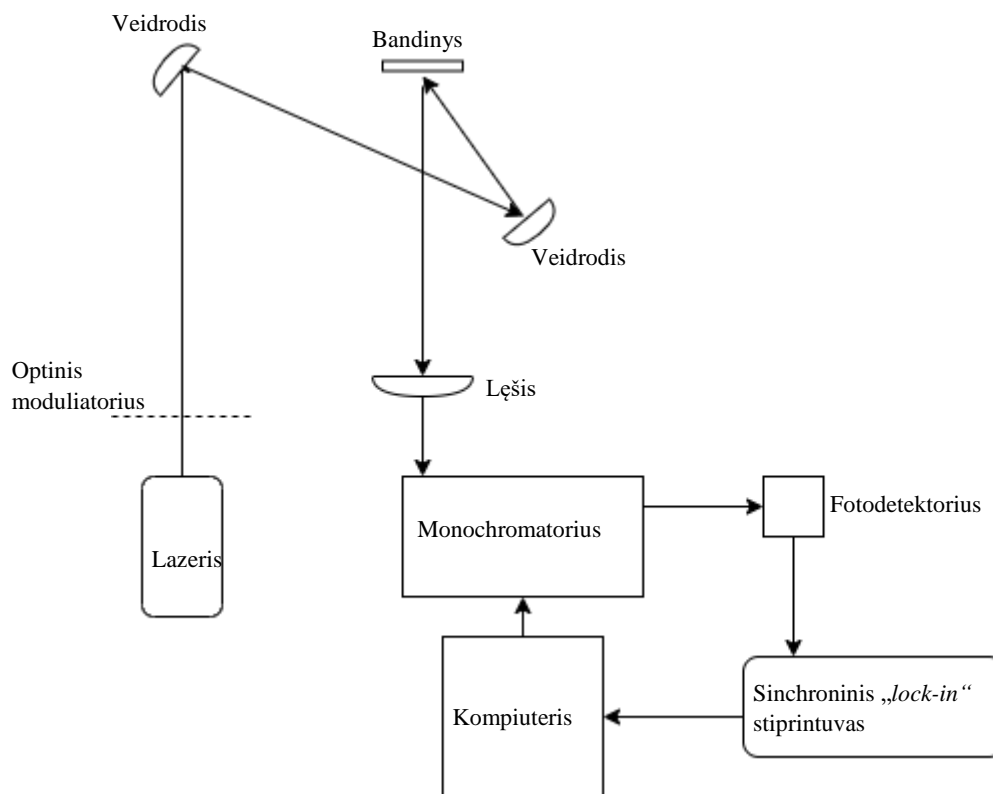 Veidrodis
Bandinys
Veidrodis
Optinis
moduliatorius
Lęšis
Lazeris
Monochromatorius
Fotodetektorius
Kompiuteris
Sinchroninis „lock-in“
stiprintuvas